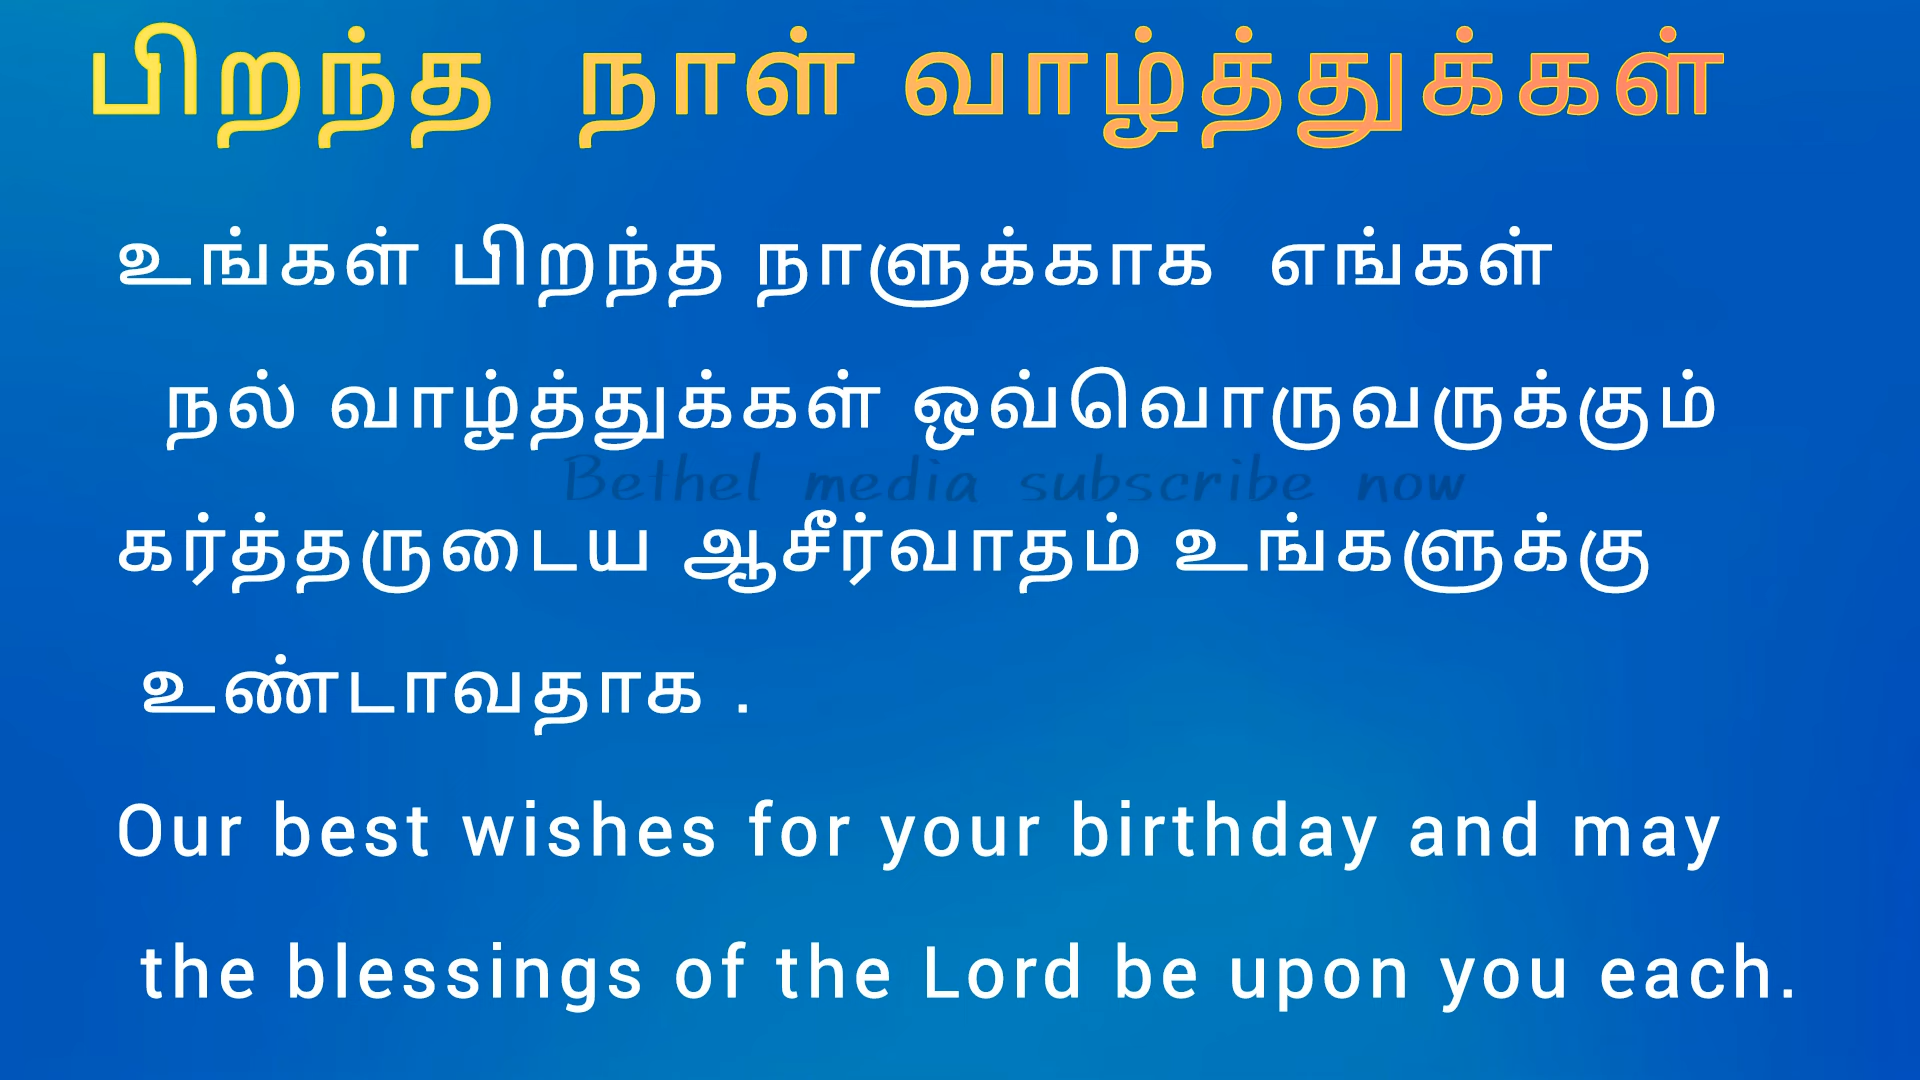 பிறந்த நாள் வாழ்த்துக்கள்
உங்கள் பிறந்த நாளுக்காக எங்கள்
நல் வாழ்த்துக்கள் ஒவ்வொருவருக்கும்
Bethel media subscribe now
கர்த்தருடைய ஆசீர்வாதம் உங்களுக்கு
உண்டாவதாக .
Our best wishes for your birthday and may
the blessings of the Lord be upon you each.